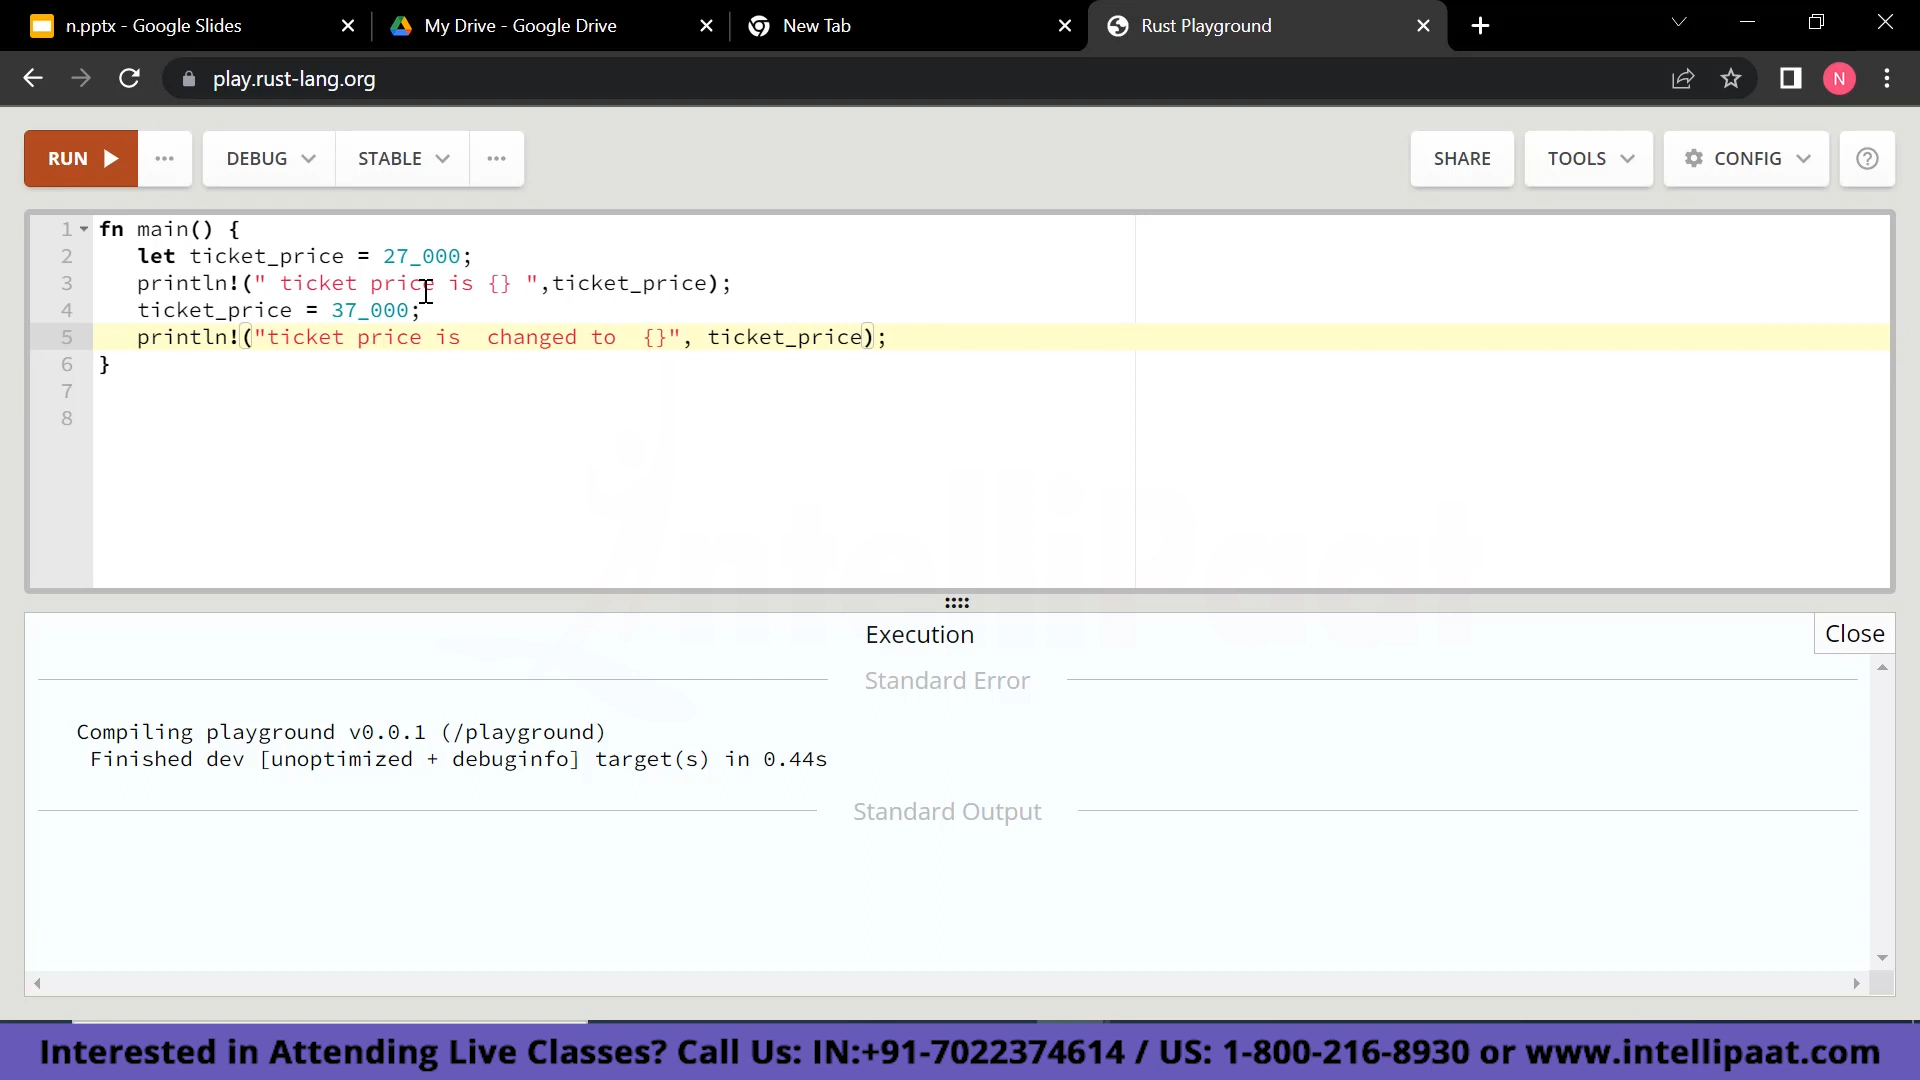 n.pptx - Google Slides
My Drive - Google Drive
New Tab
Rust Playground
play.rust-lang.org
N
RUN
DEBUG
STABLE
SHARE
TOOLS
CONFIG
1 fn main() {
2 let ticket_price = 27_000;
3 println!(" ticket price is {} ",ticket_price);
4 ticket_price = 37_000;
5 println!("ticket price is  changed to  {}", ticket_price);
6 }
7
8
IntelliPaat
Execution
Close
Standard Error
Compiling playground v0.0.1 (/playground)
Finished dev [unoptimized + debuginfo] target(s) in 0.44s
Standard Output
Interested in Attending Live Classes? Call Us: IN:+91-7022374614 / US: 1-800-216-8930 or www.intellipaat.com